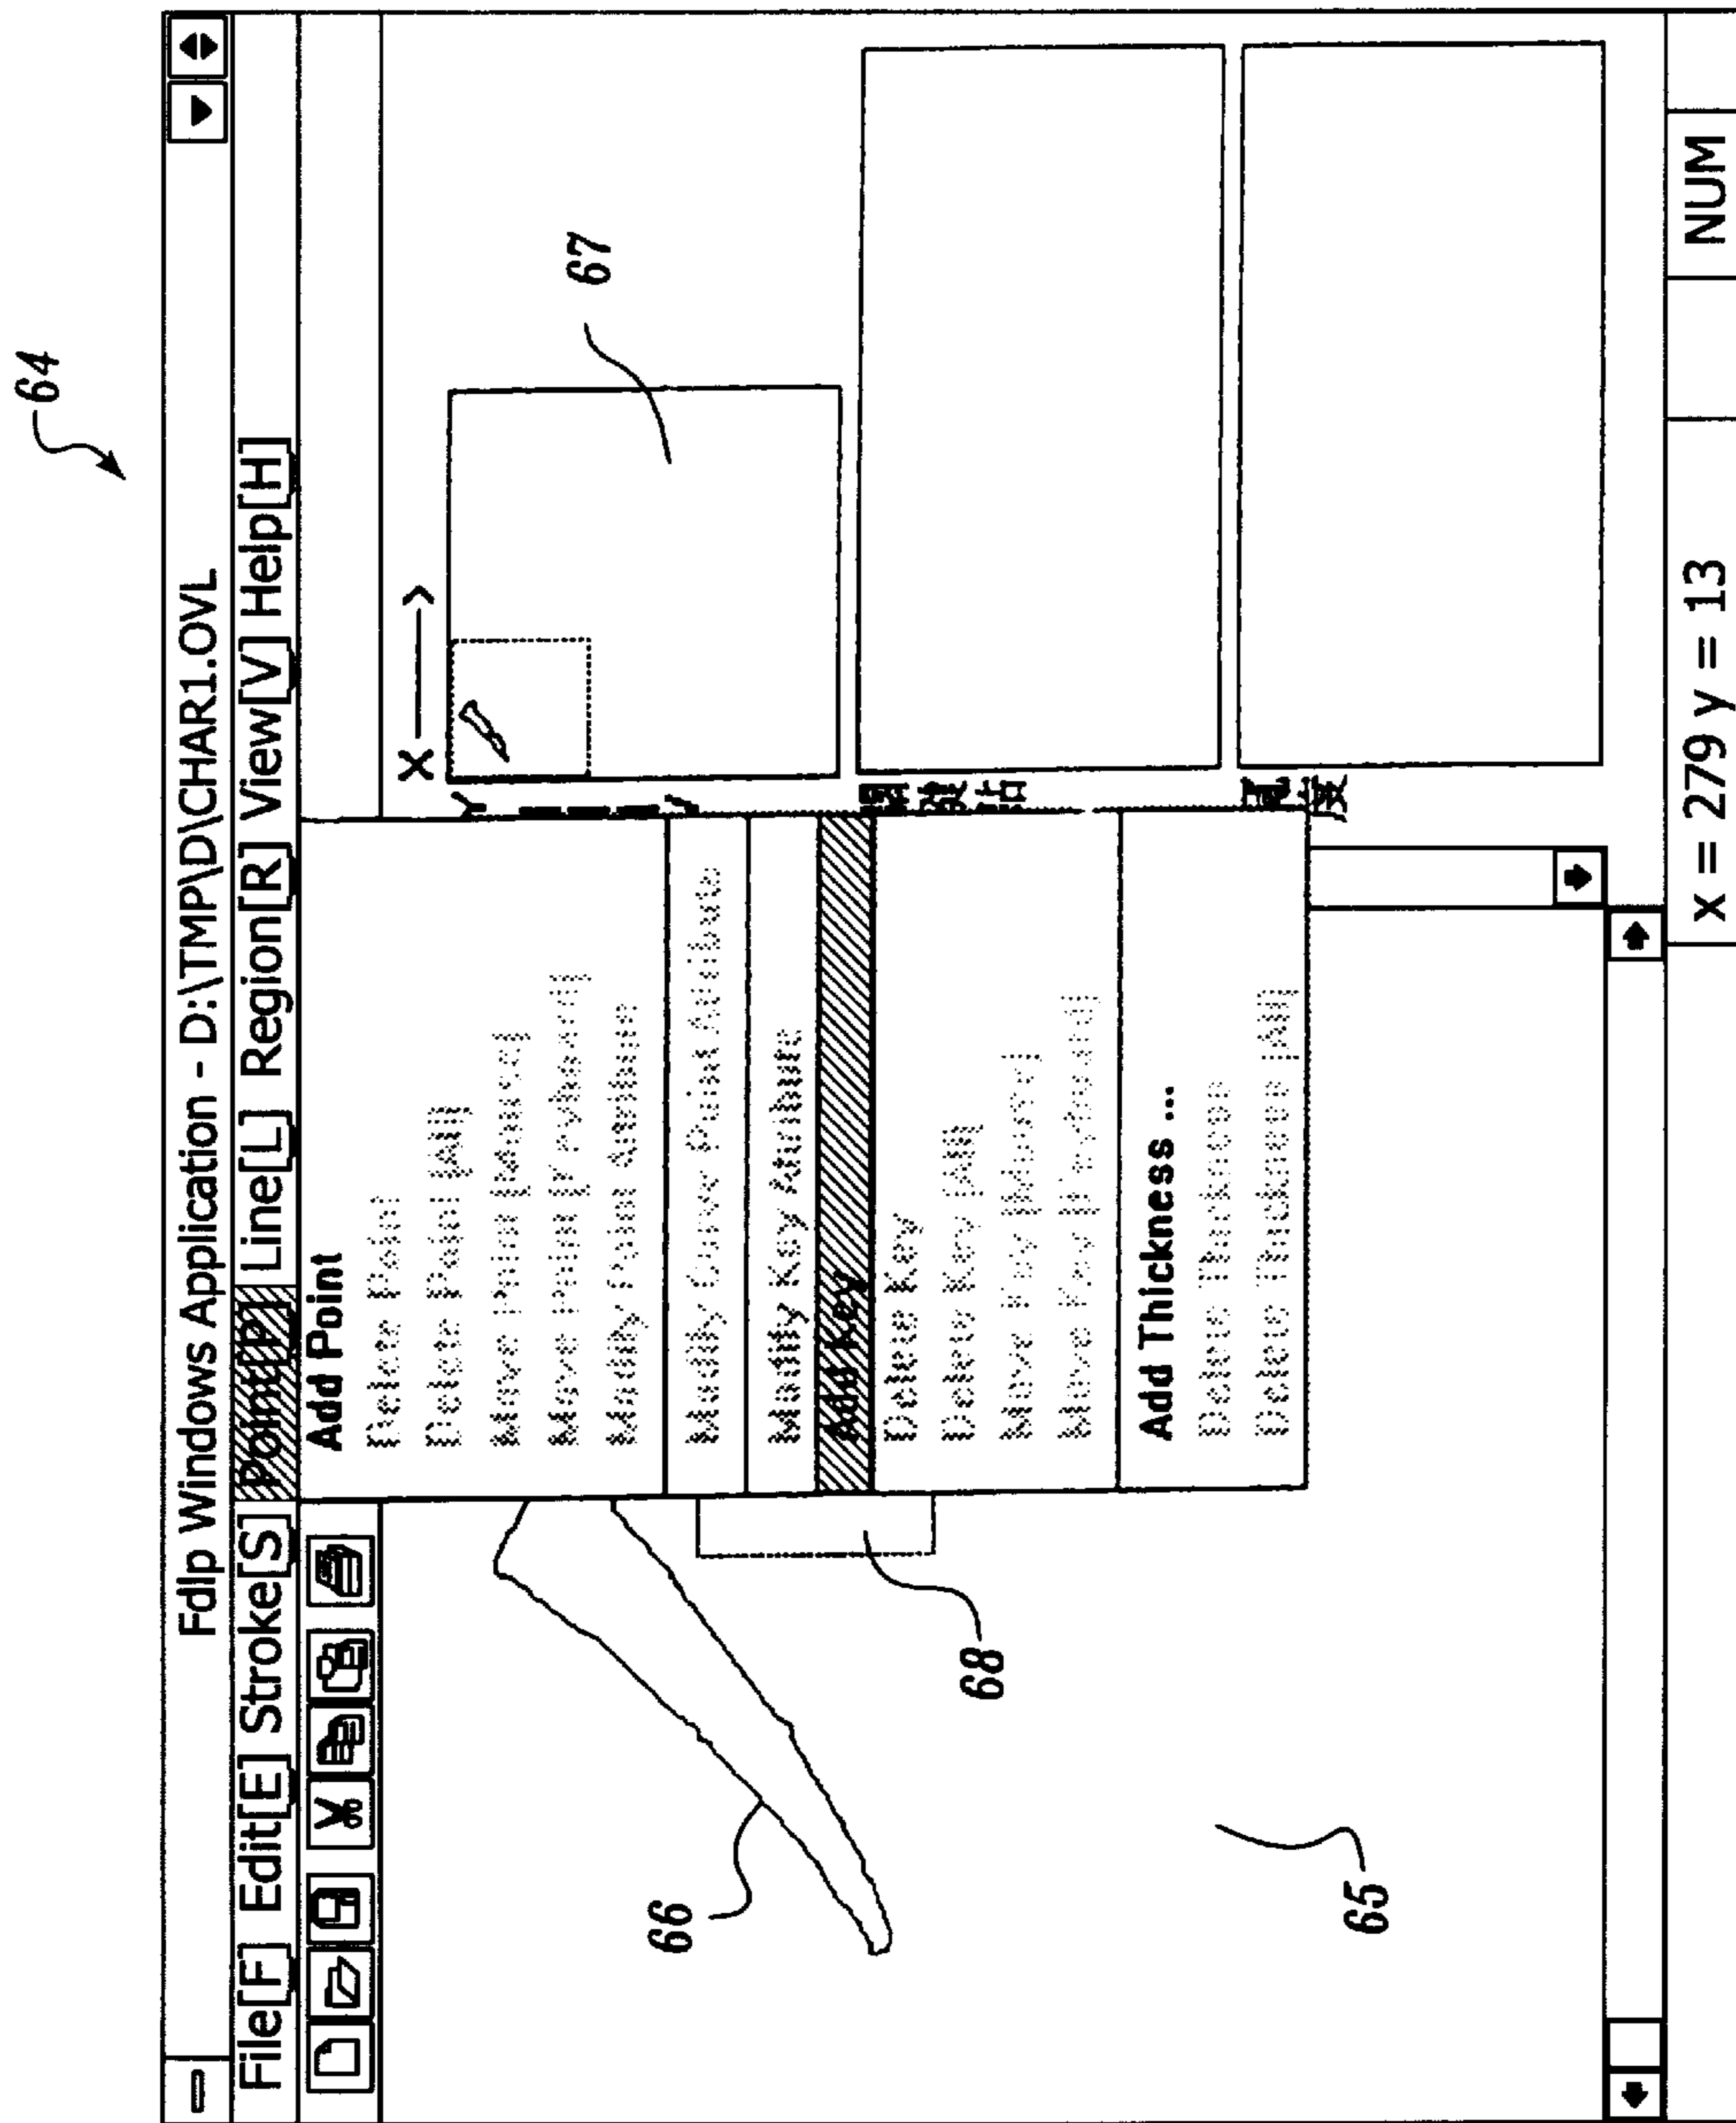 64
Fdlp Windows Application - D:\TMP\D\CHAR1.OVL
File[F] Edit[E] Stroke[S] Point[P] Line[L] Region[R] View[V] Help[H]
Add Point
Delete Point
Delete Point [All]
Move Point [Mouse]
Move Point [Keyboard]
Modify Point Attribute
Modify Curve Point Attribute
Modify Key Attribute
Add Key
Delete Key
Delete Key [All]
Move Key [Mouse]
Move Key [Keyboard]
Add Thickness ...
Delete Thickness
Delete Thickness [All]
X ——>
Y
67
66
68
65
度
x = 279 y = 13
NUM